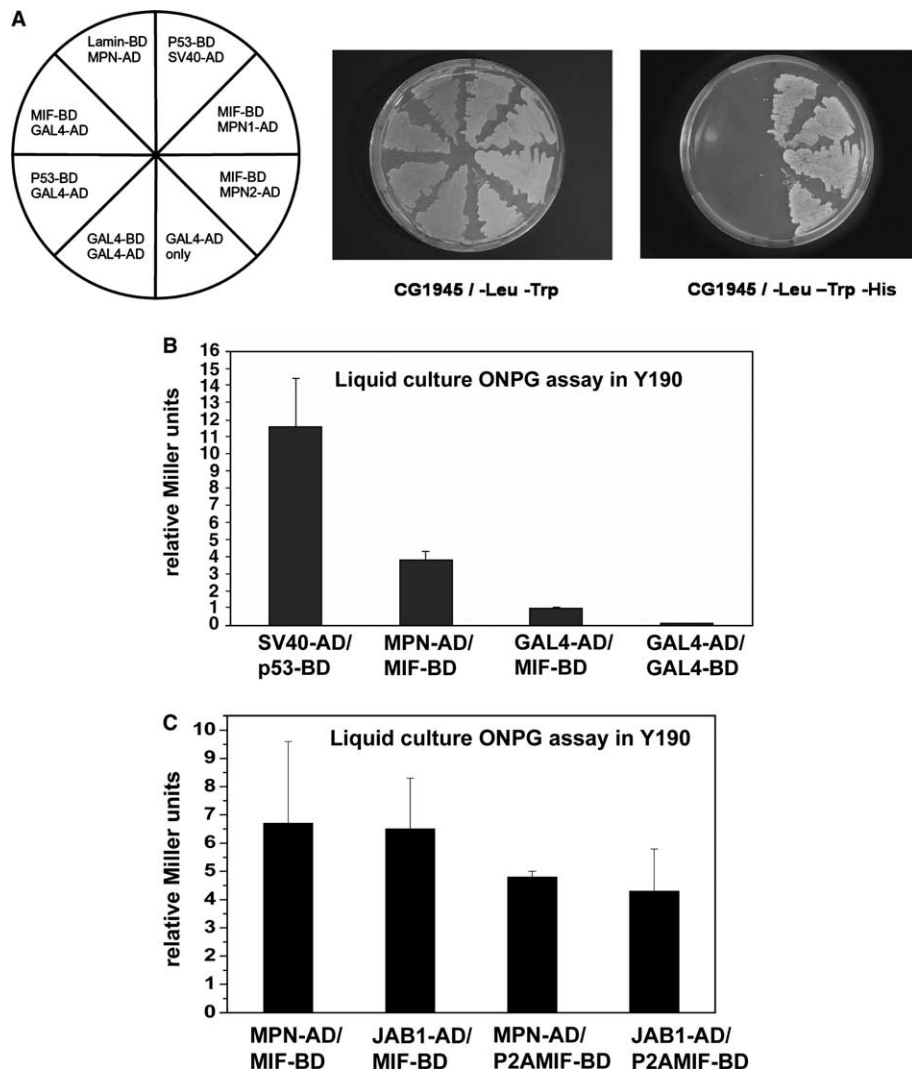 A
Lamin-BD
MPN-AD
P53-BD
SV40-AD
MIF-BD
GAL4-AD
MIF-BD
MPN1-AD
P53-BD
GAL4-AD
MIF-BD
MPN2-AD
GAL4-BD
GAL4-AD
GAL4-AD
only
CG1945 / -Leu -Trp
CG1945 / -Leu –Trp -His
B
Liquid culture ONPG assay in Y190
relative Miller units
16
15
14
13
12
11
10
9
8
7
6
5
4
3
2
1
0
SV40-AD/
p53-BD
MPN-AD/
MIF-BD
GAL4-AD/
MIF-BD
GAL4-AD/
GAL4-BD
C
Liquid culture ONPG assay in Y190
relative Miller units
10
9
8
7
6
5
4
3
2
1
0
MPN-AD/
MIF-BD
JAB1-AD/
MIF-BD
MPN-AD/
P2AMIF-BD
JAB1-AD/
P2AMIF-BD